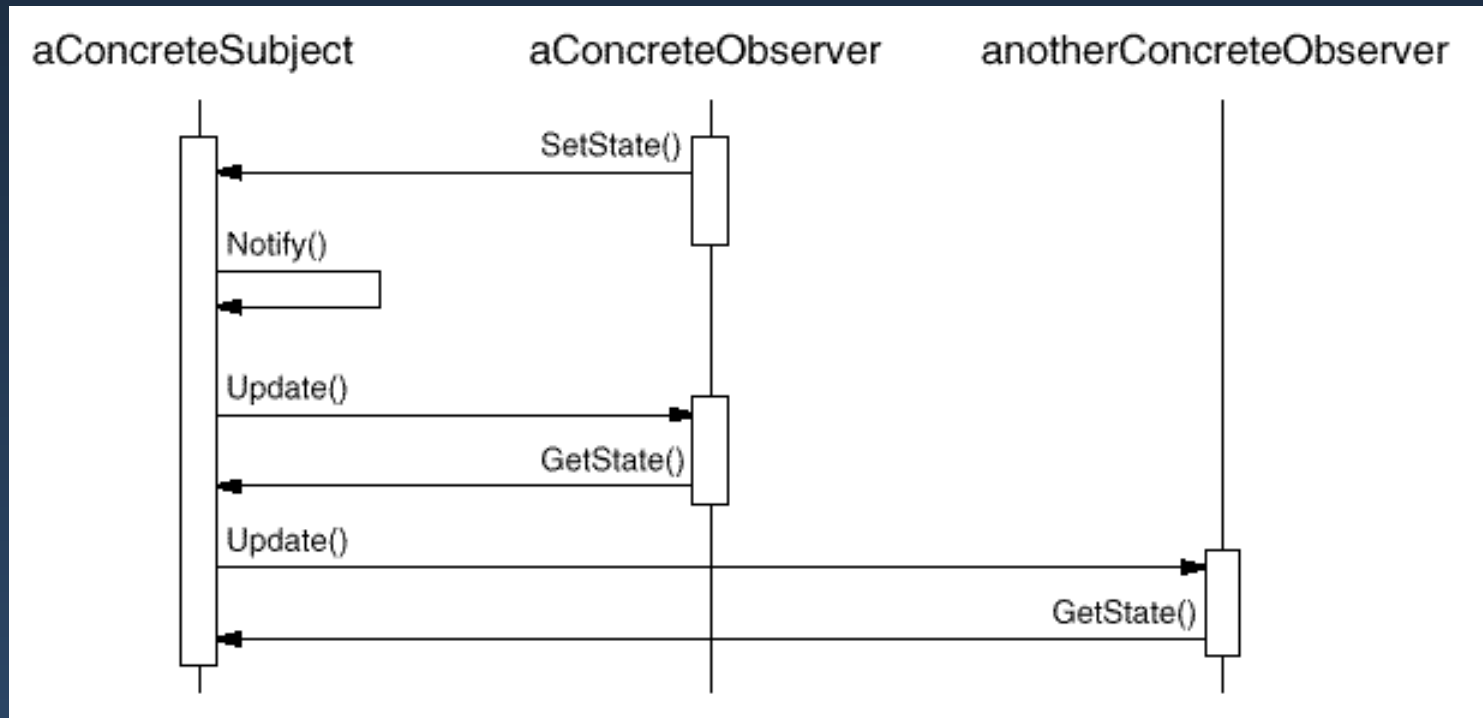 aConcreteSubject aConcreteObserver anotherConcreteObserver
SetState()
Notify()
Update()
GetState()
Update()
GetState()